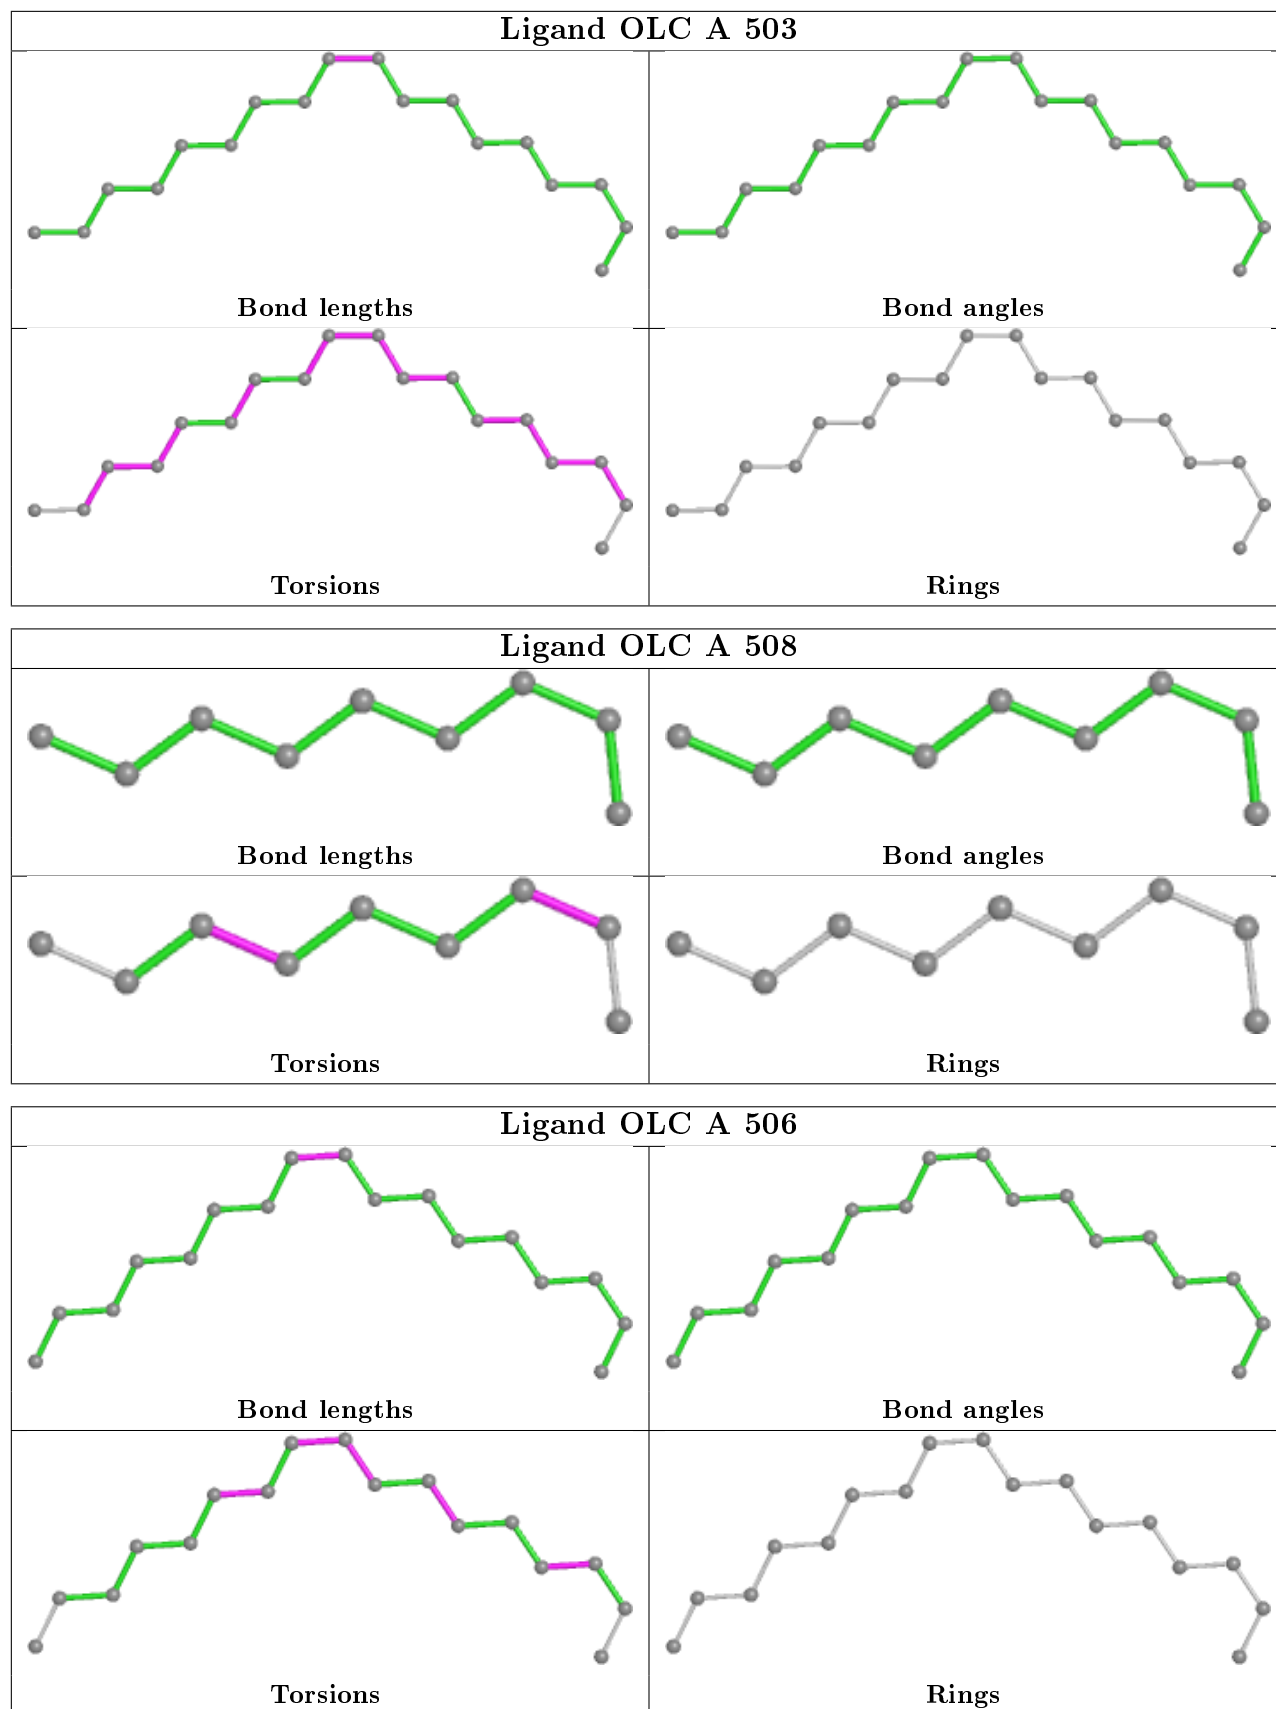 Ligand OLC A 503
Bond lengths
Bond angles
Torsions
Rings
Ligand OLC A 508
Bond lengths
Bond angles
Torsions
Rings
Ligand OLC A 506
Bond lengths
Bond angles
Torsions
Rings